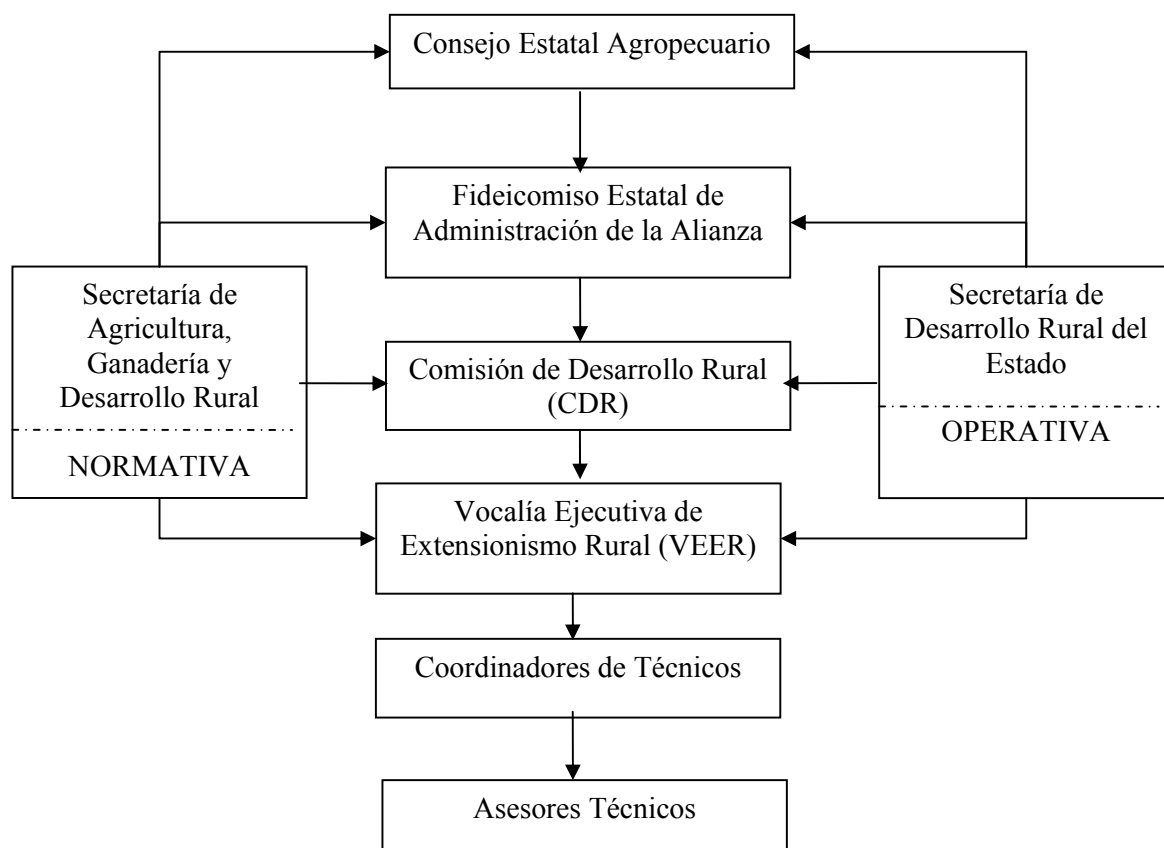 Consejo Estatal Agropecuario
Fideicomiso Estatal de
Administración de la Alianza
Secretaría de
Agricultura,
Ganadería y
Desarrollo Rural
NORMATIVA
Secretaría de
Desarrollo Rural del
Estado
OPERATIVA
Comisión de Desarrollo Rural
(CDR)
Vocalía Ejecutiva de
Extensionismo Rural (VEER)
Coordinadores de Técnicos
Asesores Técnicos